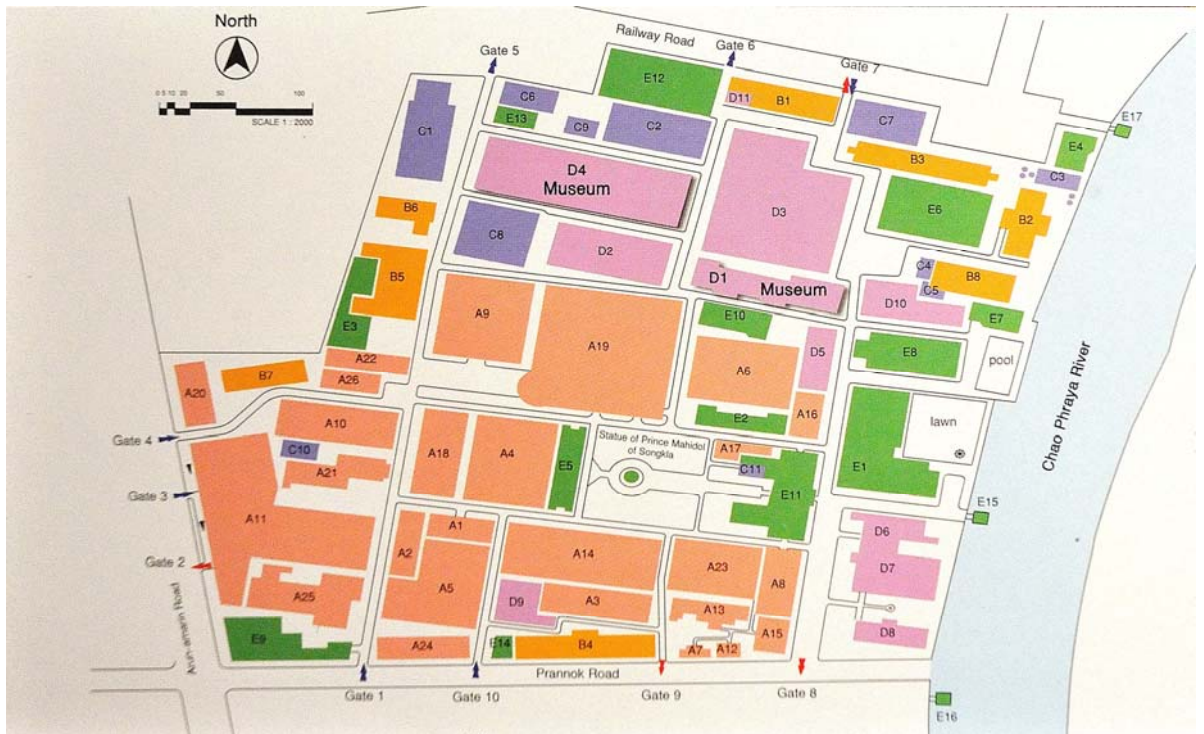 North
0 5 10 20 50 100
SCALE 1 : 2000
Railway Road
Gate 5
Gate 6
Gate 7
E12
D11
B1
C6
E13
C9
C2
C1
C7
E17
E4
B3
C3
D4
Museum
D3
E6
B2
B6
C8
D2
C4
B8
C5
B5
D1
Museum
D10
E7
E3
A9
A19
E10
D5
E8
pool
A22
A6
A20
B7
A26
E2
A16
lawn
Chao Phraya River
Gate 4
A10
Statue of Prince Mahidol
of Songkla
A17
C10
A18
A4
E5
C11
E1
A21
E11
Gate 3
E15
A11
A1
D6
A2
A14
A23
Gate 2
D7
A8
A5
A25
D9
A3
A13
Arun-amarin Road
E9
D8
A15
A24
E14
B4
A7
A12
Prannok Road
Gate 1
Gate 10
Gate 9
Gate 8
E16